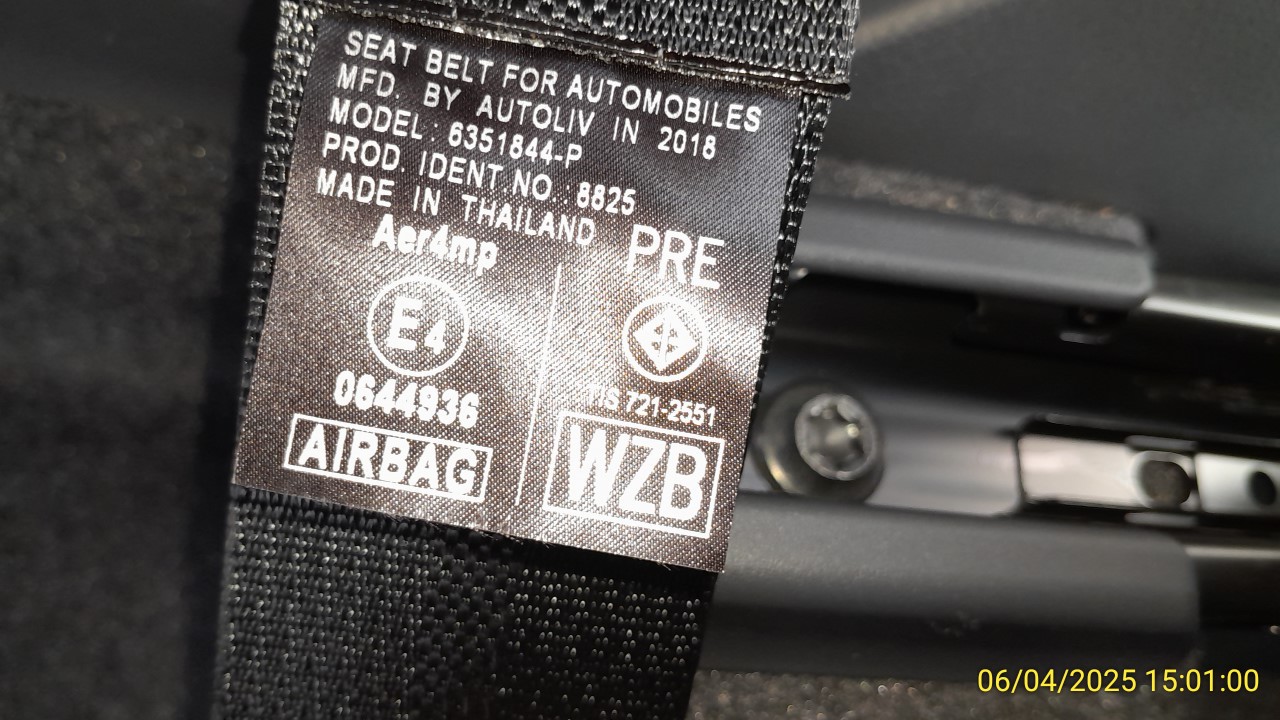 SEAT BELT FOR AUTOMOBILES
MFD. BY AUTOLIV IN 2018
MODEL : 6351844-P
PROD. IDENT.NO.: 8825
MADE IN THAILAND
Aer4mp
PRE
E4
0644936
TIS 721-2551
AIRBAG
WZB
06/04/2025 15:01:00